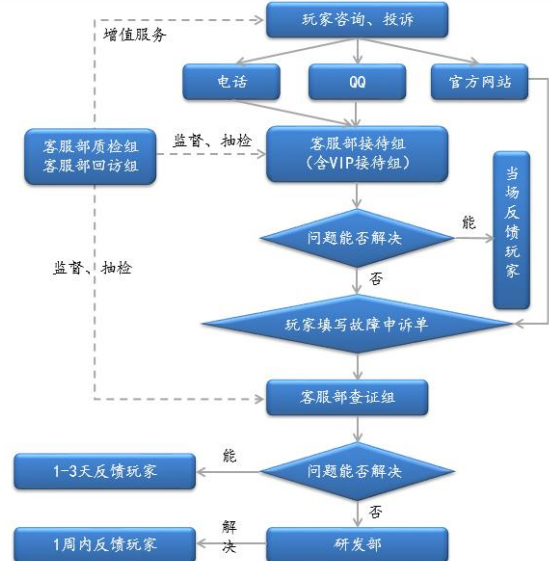 玩家咨询、投诉
增值服务
电话
QQ
官方网站
客服部质检组
客服部回访组
监督、抽检
客服部接待组
(含VIP接待组)
当场反馈玩家
问题能否解决
能
否
监督、抽检
玩家填写故障申诉单
客服部查证组
1-3天反馈玩家
能
问题能否解决
否
1周内反馈玩家
解决
研发部